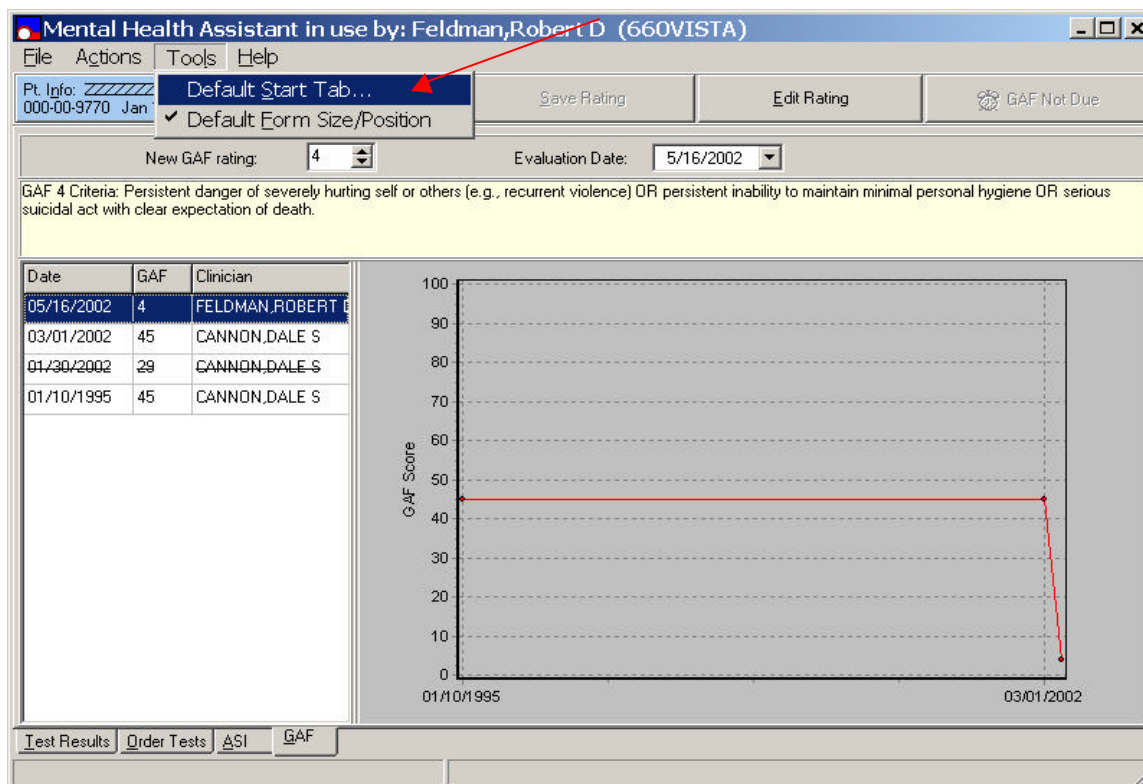 Mental Health Assistant in use by: Feldman,Robert D (660VISTA)
File Actions Tools Help
Pt. Info: ZZZZZZZ
000-00-9770 Jan
Default Start Tab...
Default Form Size/Position
Save Rating
Edit Rating
GAF Not Due
New GAF rating: 4
Evaluation Date: 5/16/2002
GAF 4 Criteria: Persistent danger of severely hurting self or others (e.g., recurrent violence) OR persistent inability to maintain minimal personal hygiene OR serious
suicidal act with clear expectation of death.
Date GAF Clinician
05/16/2002 4 FELDMAN,ROBERT
03/01/2002 45 CANNON,DALE S
01/30/2002 29 CANNON,DALE S
01/10/1995 45 CANNON,DALE S
GAF Score
100
90
80
70
60
50
40
30
20
10
0
01/10/1995 03/01/2002
Test Results Order Tests ASI GAF